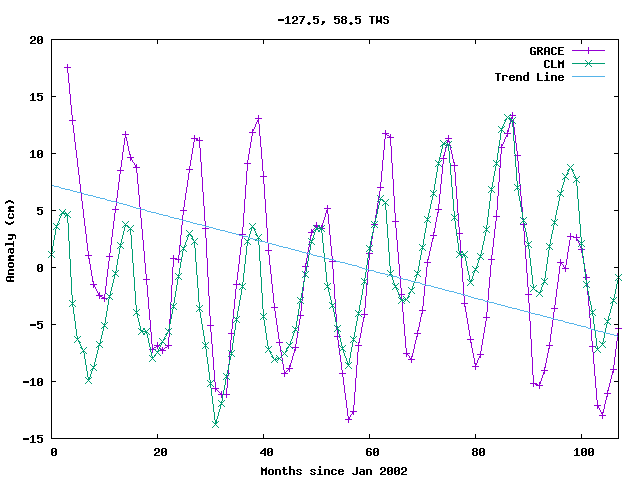 -127.5, 58.5 TWS
GRACE
CLM
Trend Line
20
15
10
5
0
-5
-10
-15
Anomaly (cm)
0 20 40 60 80 100
Months since Jan 2002